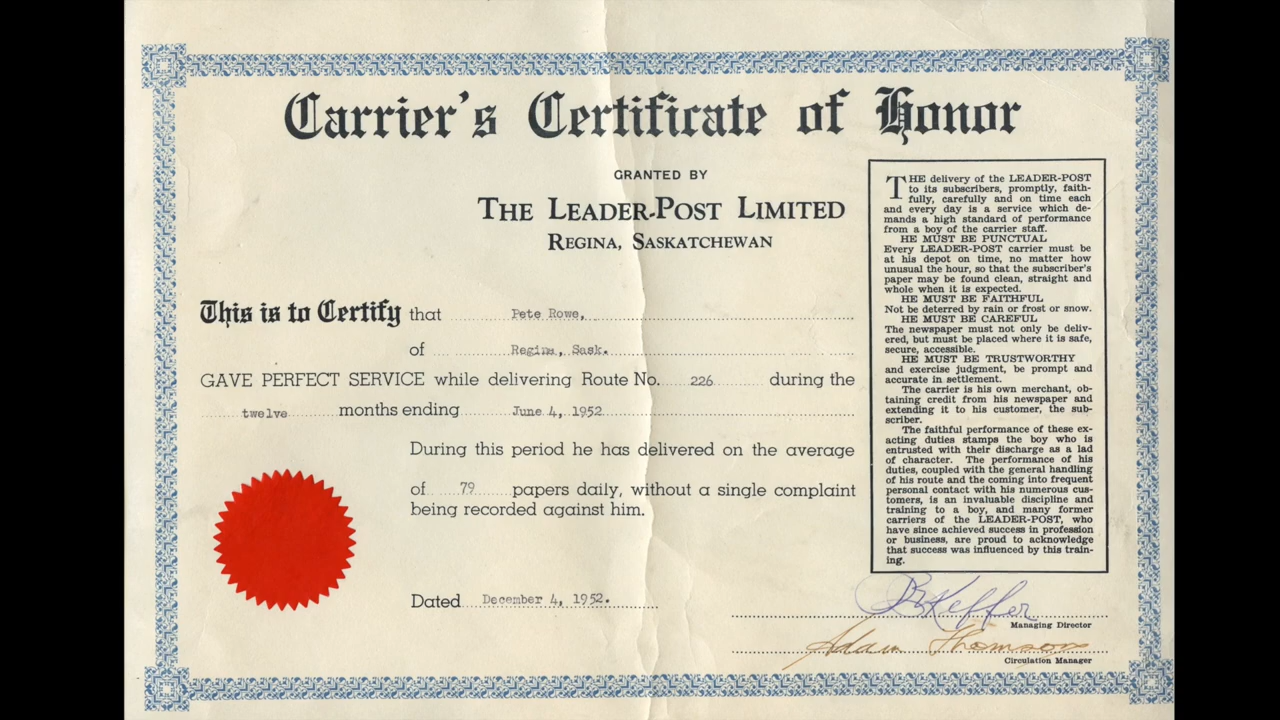 Carrier's Certificate of Honor
GRANTED BY
THE LEADER-POST LIMITED
REGINA, SASKATCHEWAN
This is to Certify that Pete Rowe,
of Regina, Sask.
GAVE PERFECT SERVICE while delivering Route No. 226 during the
twelve months ending June 4, 1952
During this period he has delivered on the average
of 79 papers daily, without a single complaint
being recorded against him.
Dated December 4, 1952.
THE delivery of the LEADER-POST
to its subscribers, promptly, faith-
fully, carefully and on time each
and every day is a service which de-
mands a high standard of performance
from a boy of the carrier staff.
HE MUST BE PUNCTUAL
Every LEADER-POST carrier must be
at his depot on time, no matter how
unusual the hour, so that the subscriber's
paper may be found clean, straight and
whole when it is expected.
HE MUST BE FAITHFUL
Not be deterred by rain or frost or snow.
HE MUST BE CAREFUL
The newspaper must not only be deliv-
ered, but must be placed where it is safe,
secure, accessible.
HE MUST BE TRUSTWORTHY
and exercise judgment, be prompt and
accurate in settlement.
The carrier is his own merchant, ob-
taining credit from his newspaper and
extending it to his customer, the sub-
scriber.
The faithful performance of these ex-
acting duties stamps the boy who is
entrusted with their discharge as a lad
of character. The performance of his
duties, coupled with the general handling
of his route and the coming into frequent
personal contact with his numerous cus-
tomers, is an invaluable discipline and
training to a boy, and many former
carriers of the LEADER-POST, who
have since achieved success in profession
or business, are proud to acknowledge
that success was influenced by this train-
ing.
Keffer
Managing Director
Adam Thomson
Circulation Manager